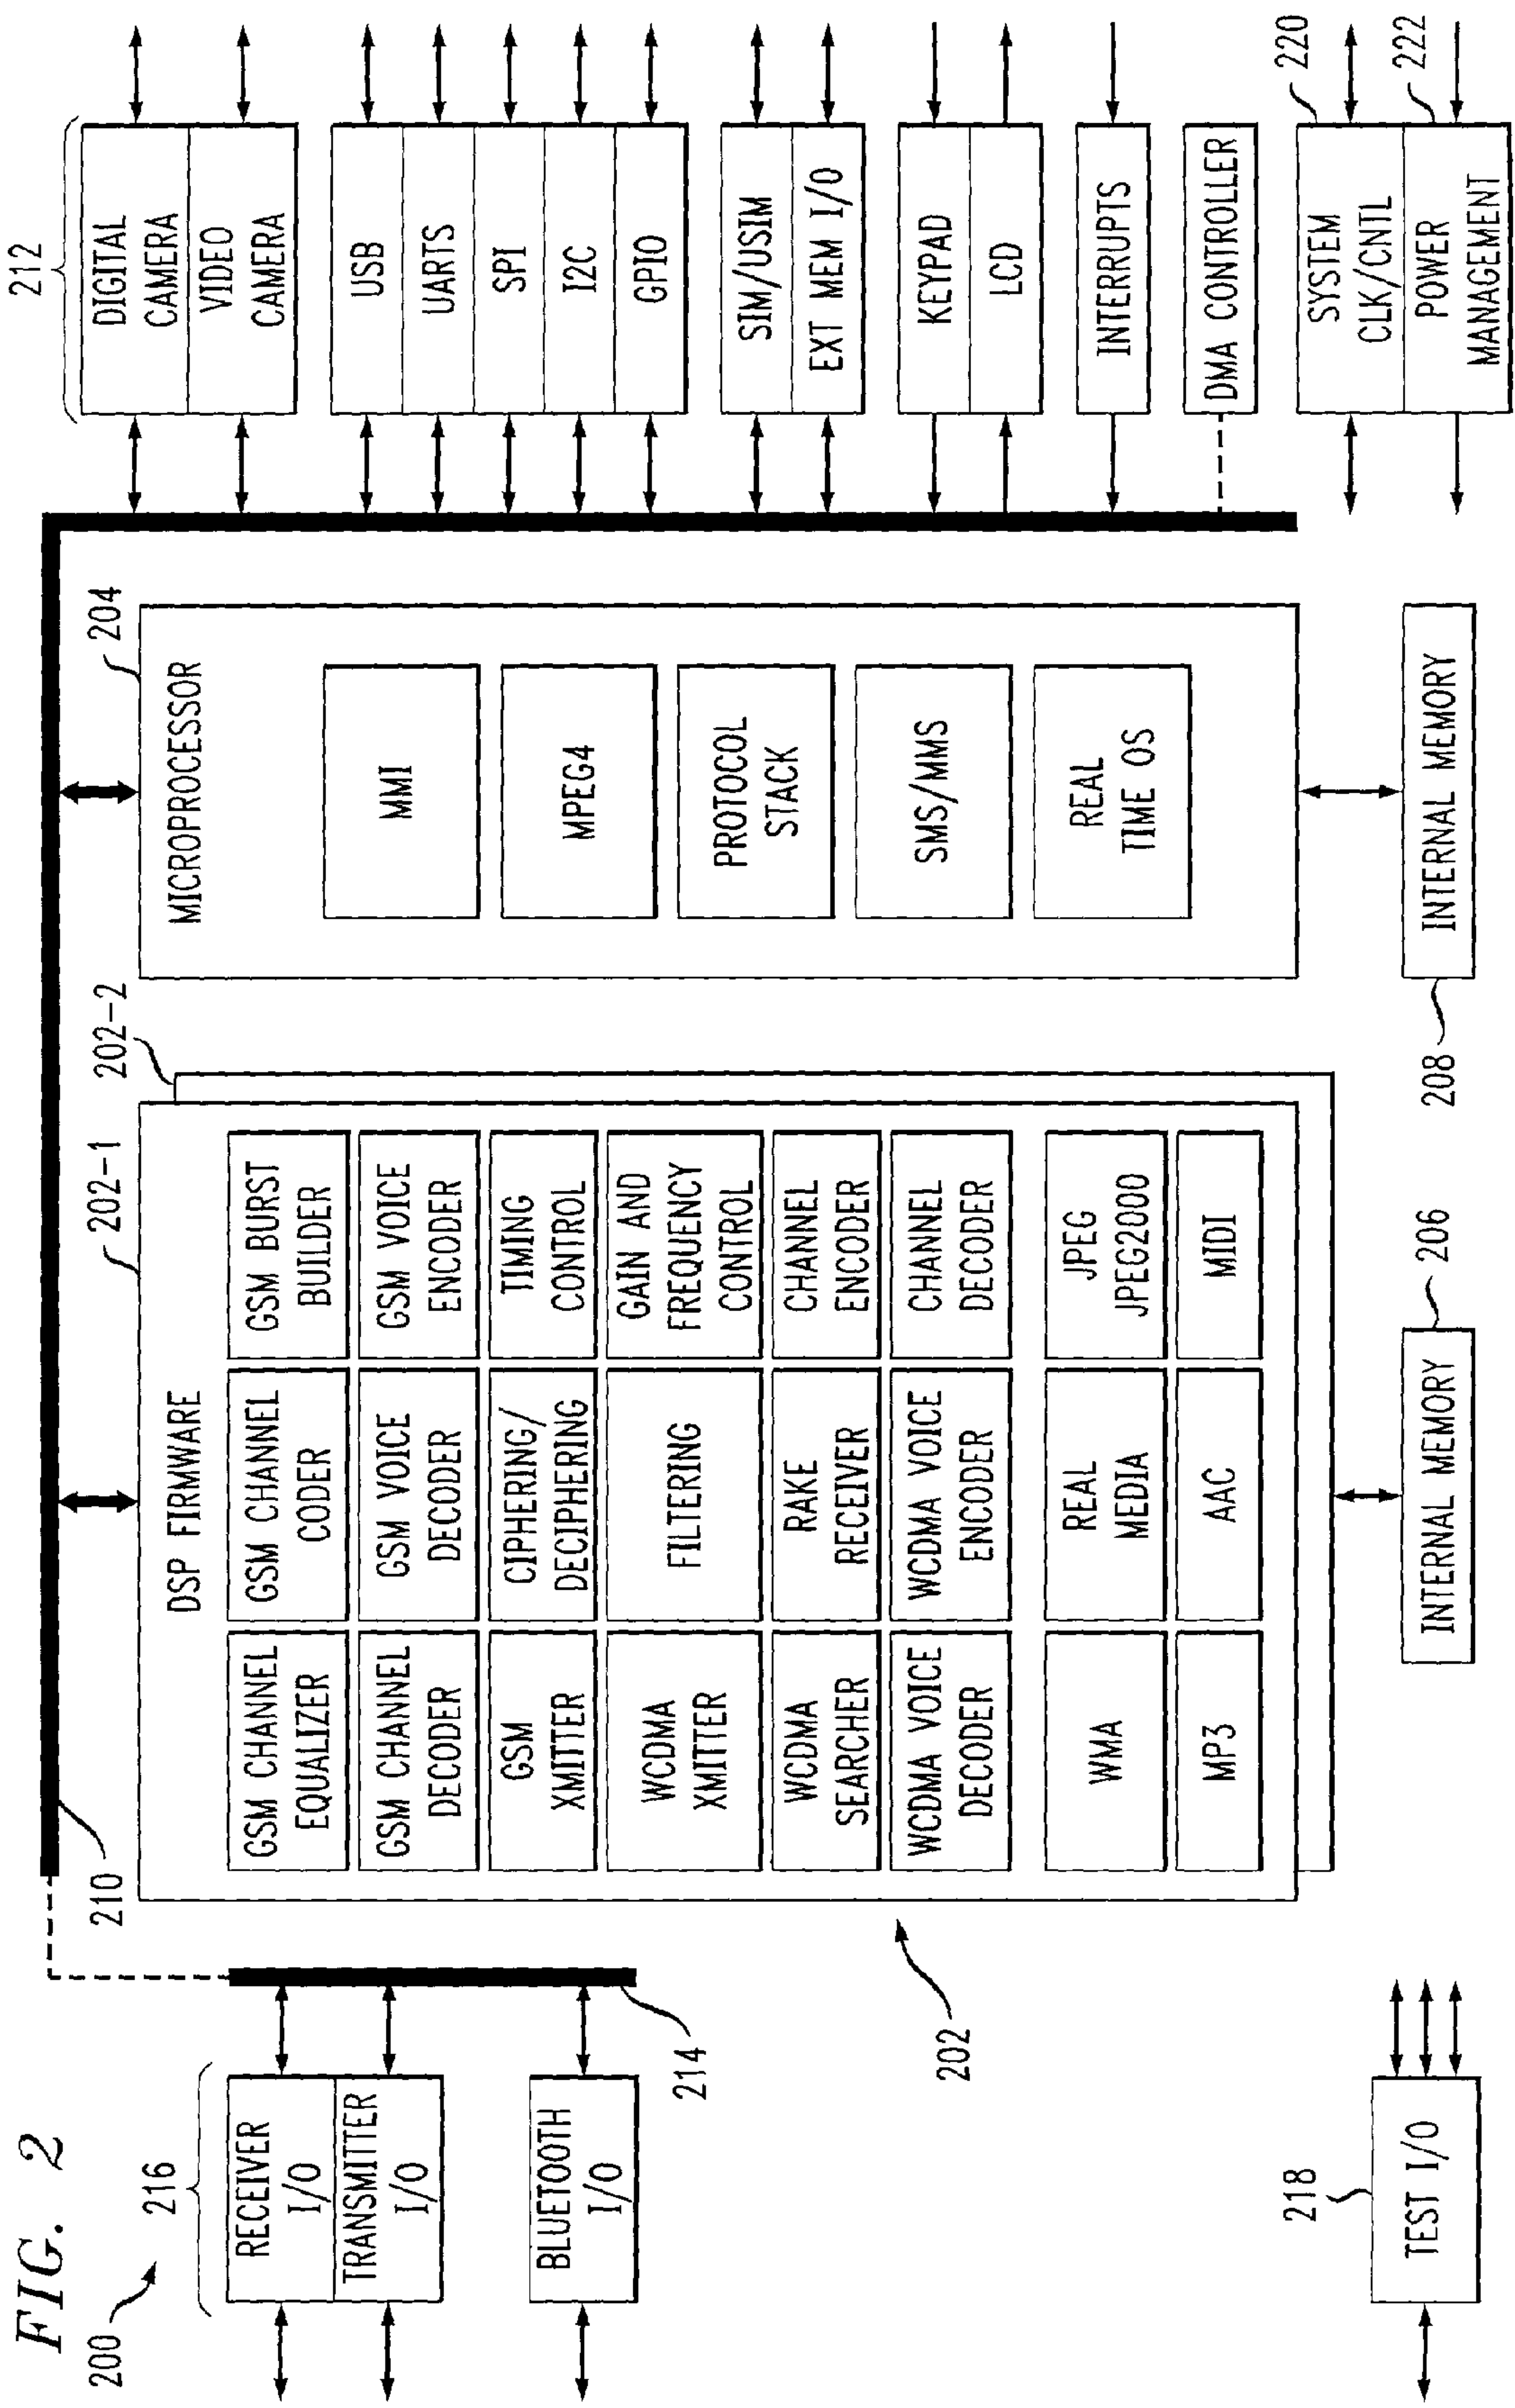 FIG. 2
200
216
RECEIVER
I/O
TRANSMITTER
I/O
BLUETOOTH
I/O
214
218
TEST I/O
210
202
202-1
202-2
DSP FIRMWARE
GSM CHANNEL
EQUALIZER
GSM CHANNEL
CODER
GSM BURST
BUILDER
GSM CHANNEL
DECODER
GSM VOICE
DECODER
GSM VOICE
ENCODER
GSM
XMITTER
CIPHERING/
DECIPHERING
TIMING
CONTROL
WCDMA
XMITTER
FILTERING
GAIN AND
FREQUENCY
CONTROL
WCDMA
SEARCHER
RAKE
RECEIVER
CHANNEL
ENCODER
WCDMA VOICE
DECODER
WCDMA VOICE
ENCODER
CHANNEL
DECODER
WMA
REAL
MEDIA
JPEG
JPEG2000
MP3
AAC
MIDI
INTERNAL MEMORY
206
204
MICROPROCESSOR
MMI
MPEG4
PROTOCOL
STACK
SMS/MMS
REAL
TIME OS
INTERNAL MEMORY
208
212
DIGITAL
CAMERA
VIDEO
CAMERA
USB
UARTS
SPI
I2C
GPIO
SIM/USIM
EXT MEM I/O
KEYPAD
LCD
INTERRUPTS
DMA CONTROLLER
SYSTEM
CLK/CNTL
220
POWER
MANAGEMENT
222